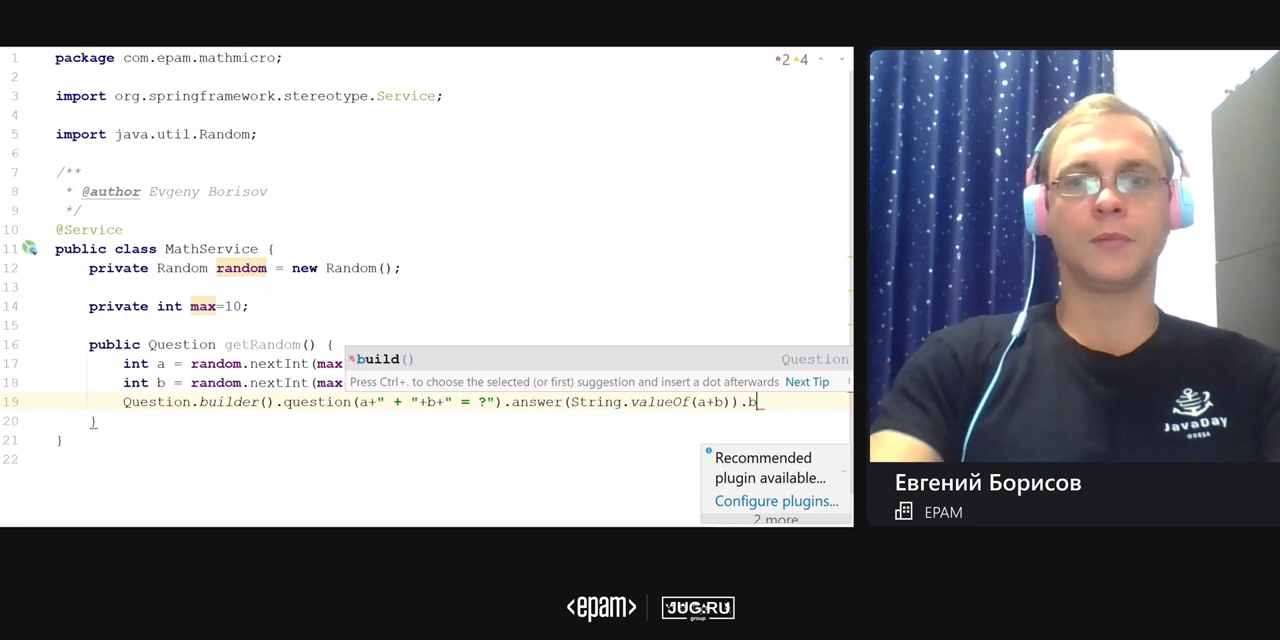 1 package com.epam.mathmicro;
2
3 import org.springframework.stereotype.Service;
4
5 import java.util.Random;
6
7 /**
8 * @author Evgeny Borisov
9 */
10 @Service
11 public class MathService {
12 private Random random = new Random();
13
14 private int max=10;
15
16 public Question getRandom() {
17 int a = random.nextInt(max
18 int b = random.nextInt(max
19 Question.builder().question(a+" + "+b+" = ?").answer(String.valueOf(a+b)).b
20 }
21 }
22
2 4
build() Question
Press Ctrl+. to choose the selected (or first) suggestion and insert a dot afterwards Next Tip
Recommended
plugin available...
Configure plugins...
2 more
JavaDay
ODESA
Евгений Борисов
EPAM
<epam> JUG.RU
group